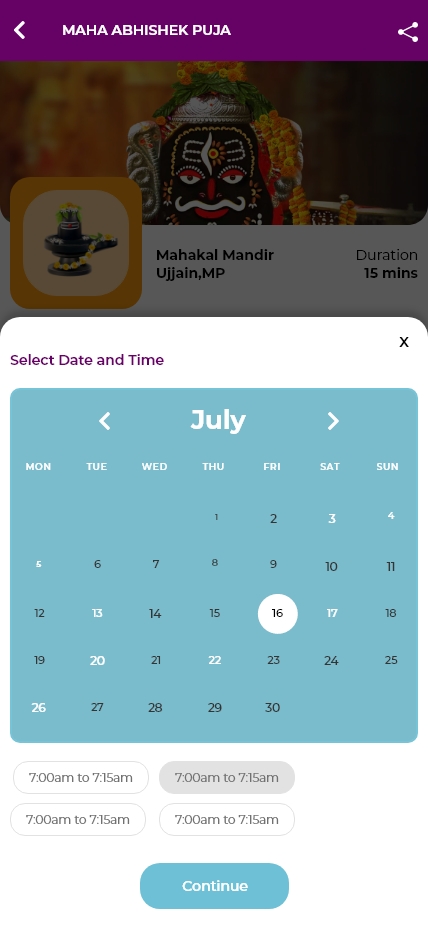 MAHA ABHISHEK PUJA
Mahakal Mandir
Ujjain,MP
Duration
15 mins
X
Select Date and Time
July
MON TUE WED THU FRI SAT SUN
1 2 3 4
5 6 7 8 9 10 11
12 13 14 15 16 17 18
19 20 21 22 23 24 25
26 27 28 29 30
7:00am to 7:15am 7:00am to 7:15am
7:00am to 7:15am 7:00am to 7:15am
Continue